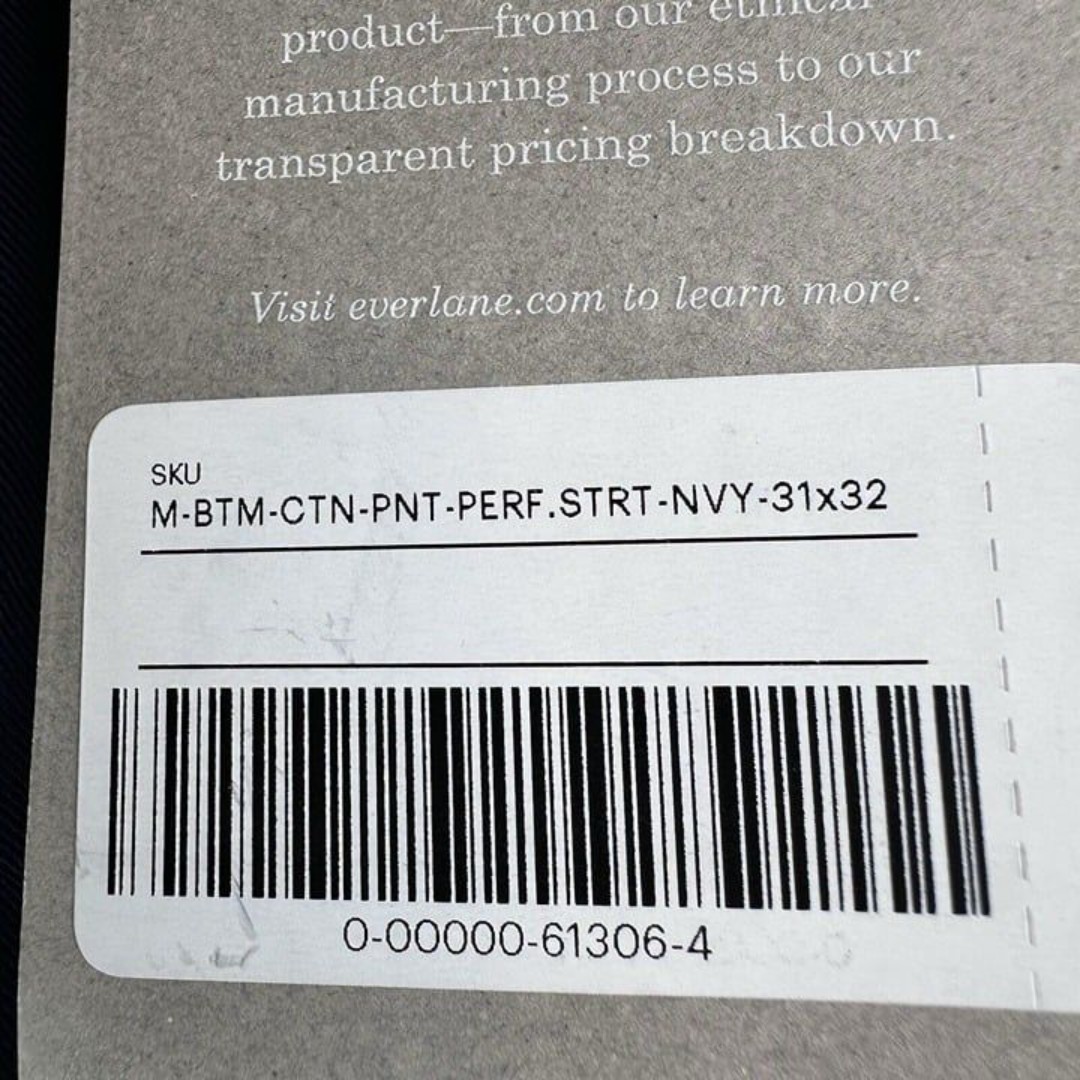 product—from our ethical
manufacturing process to our
transparent pricing breakdown.
Visit everlane.com to learn more.
SKU
M-BTM-CTN-PNT-PERF.STRT-NVY-31x32
0-00000-61306-4